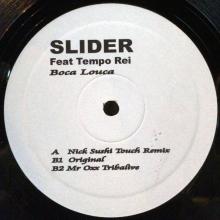 SLIDER
Feat Tempo Rei
Boca Louca
A Nick Sushi Touch Remix
B1 Original
B2 Mr Oxx Tribalive